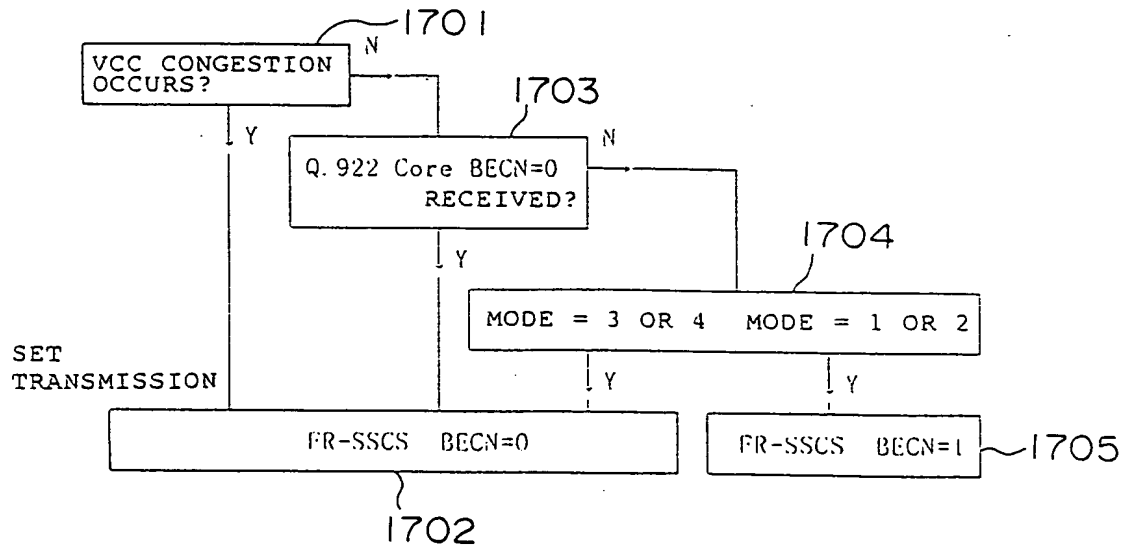 1701
VCC CONGESTION
OCCURS?
N
1703
Y
N
Q.922 Core BECN=0
RECEIVED?
1704
Y
MODE = 3 OR 4 MODE = 1 OR 2
SET
TRANSMISSION
Y
Y
FR-SSCS BECN=0
FR-SSCS BECN=1
1705
1702